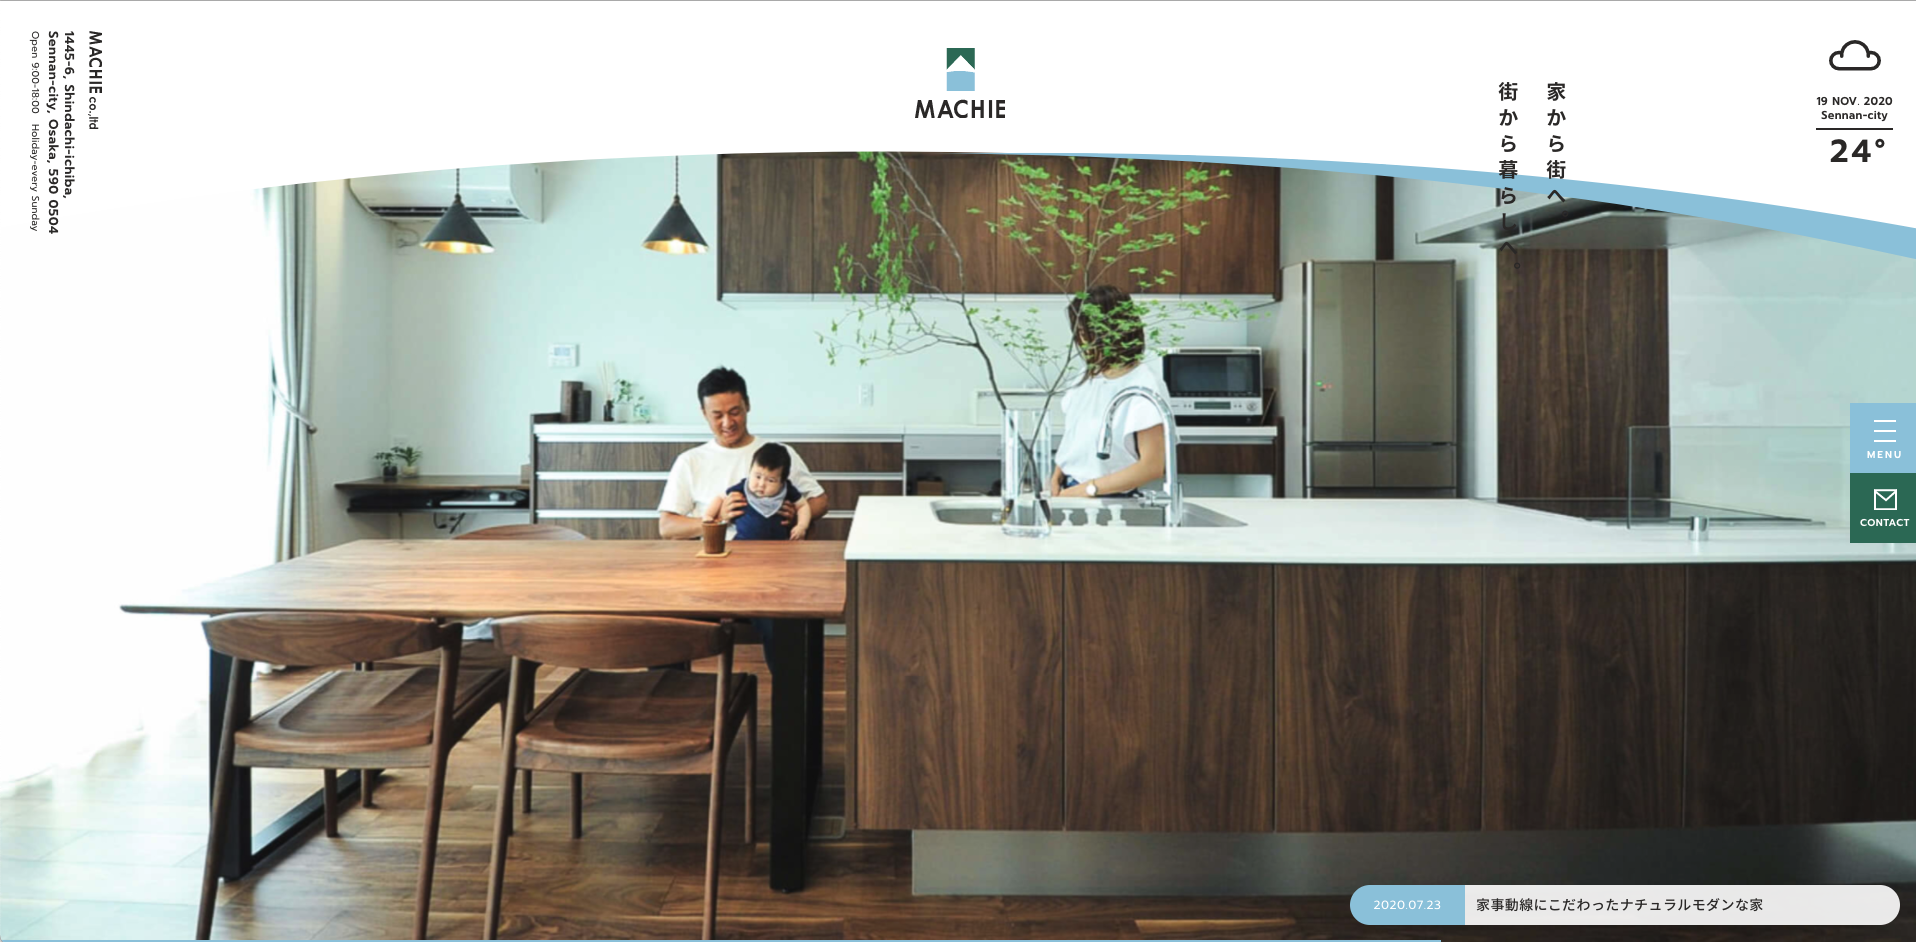 MACHIE co.,ltd
1445-6, Shindachi-ichiba,
Sennan-city, Osaka, 590 0504
Open 9:00-18:00 Holiday-every Sunday
MACHIE
家から街へ
街から暮らしへ。
19 NOV. 2020
Sennan-city
24°
MENU
CONTACT
2020.07.23
家事動線にこだわったナチュラルモダンな家